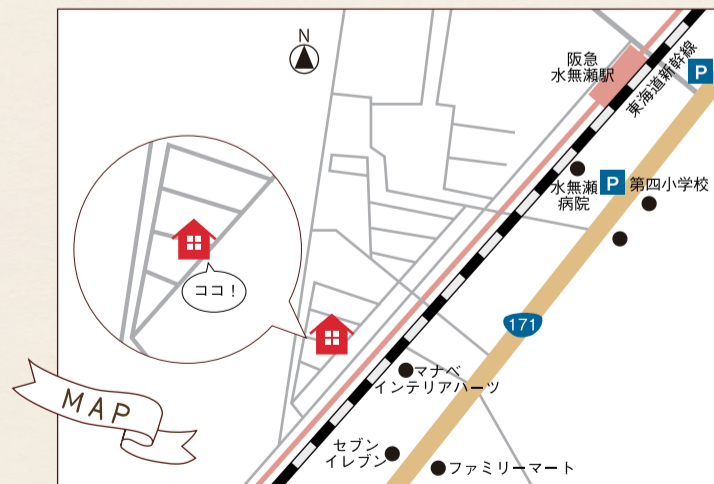 N
阪急
水無瀬駅
東海道新幹線
P
水無瀬
病院
P
第四小学校
ココ！
171
マナベ
インテリアハーツ
MAP
セブン
イレブン
ファミリーマート